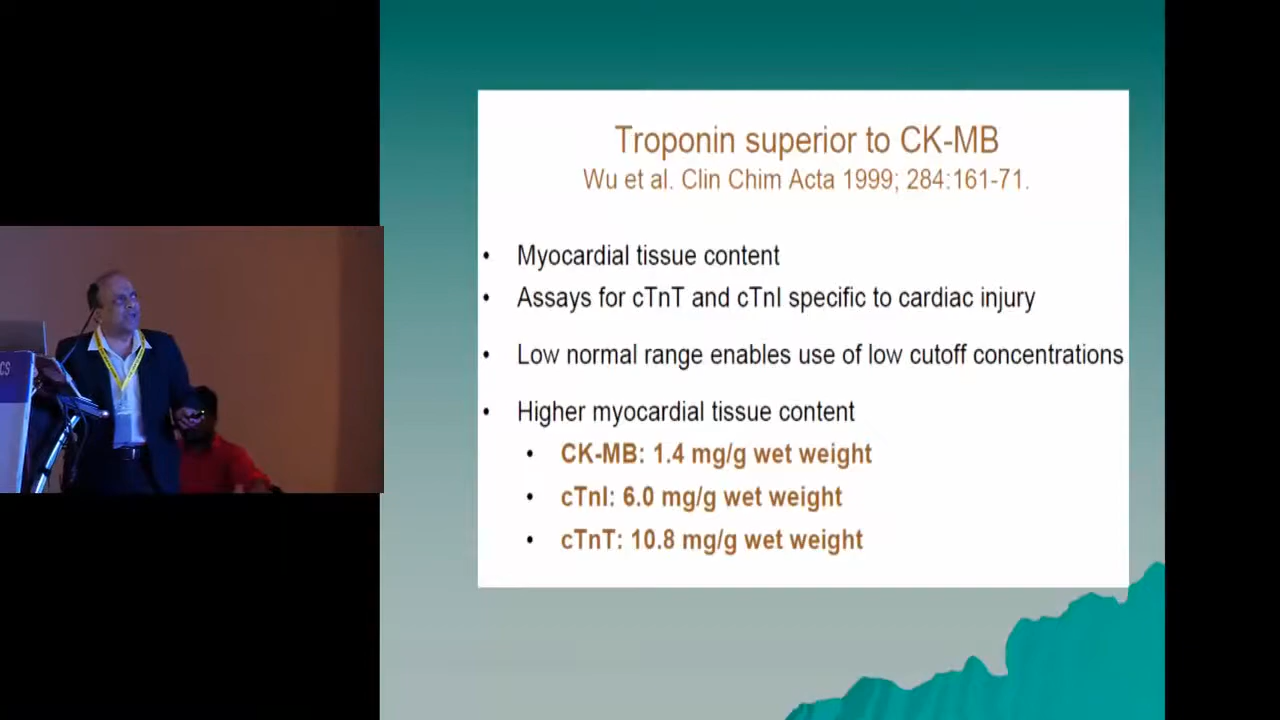 Troponin superior to CK-MB
Wu et al. Clin Chim Acta 1999; 284:161-71.
• Myocardial tissue content
• Assays for cTnT and cTnI specific to cardiac injury
• Low normal range enables use of low cutoff concentrations
• Higher myocardial tissue content
• CK-MB: 1.4 mg/g wet weight
• cTnI: 6.0 mg/g wet weight
• cTnT: 10.8 mg/g wet weight
CS